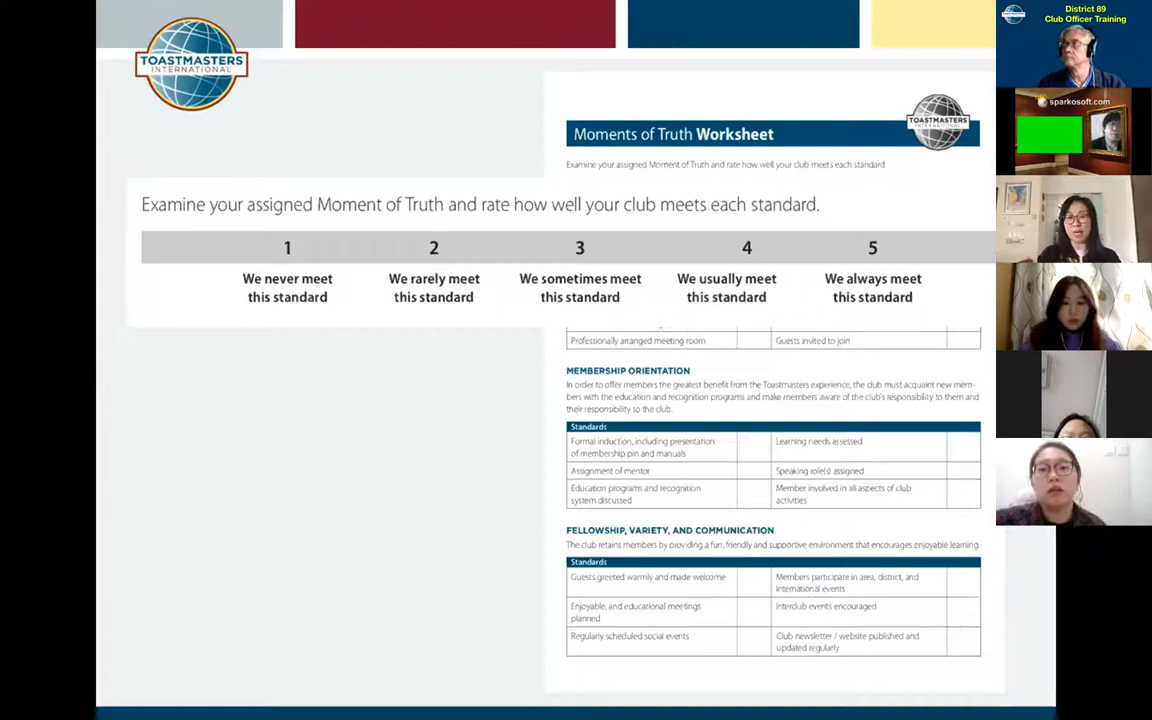 TOASTMASTERS
INTERNATIONAL
Moments of Truth Worksheet
TOASTMASTERS
INTERNATIONAL
Examine your assigned Moment of Truth and rate how well your club meets each standard.
Examine your assigned Moment of Truth and rate how well your club meets each standard.
1 2 3 4 5
We never meet We rarely meet We sometimes meet We usually meet We always meet
this standard this standard this standard this standard this standard
Professionally arranged meeting room Guests invited to join
MEMBERSHIP ORIENTATION
In order to offer members the greatest benefit from the Toastmasters experience, the club must acquaint new mem-
bers with the education and recognition programs and make members aware of the club's responsibility to them and
their responsibility to the club.
Standards
Formal induction, including presentation Learning needs assessed
of membership pin and manuals
Assignment of mentor Speaking role(s) assigned
Education programs and recognition Member involved in all aspects of club
system discussed activities
FELLOWSHIP, VARIETY, AND COMMUNICATION
The club retains members by providing a fun, friendly and supportive environment that encourages enjoyable learning.
Standards
Guests greeted warmly and made welcome Members participate in area, district, and
International events
Enjoyable, and educational meetings Interclub events encouraged
planned
Regularly scheduled social events Club newsletter / website published and
updated regularly
District 89
Club Officer Training
sparkosoft.com